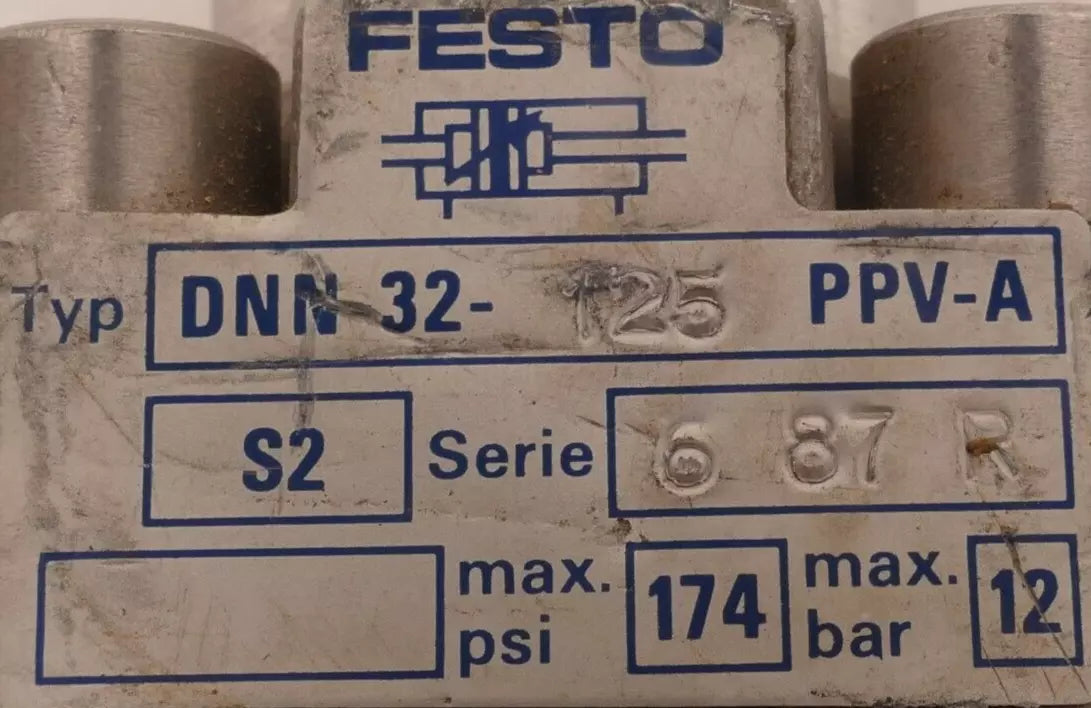 FESTO
Typ DNN 32- 125 PPV-A
S2 Serie 6 87 R
max. psi 174 max. bar 12